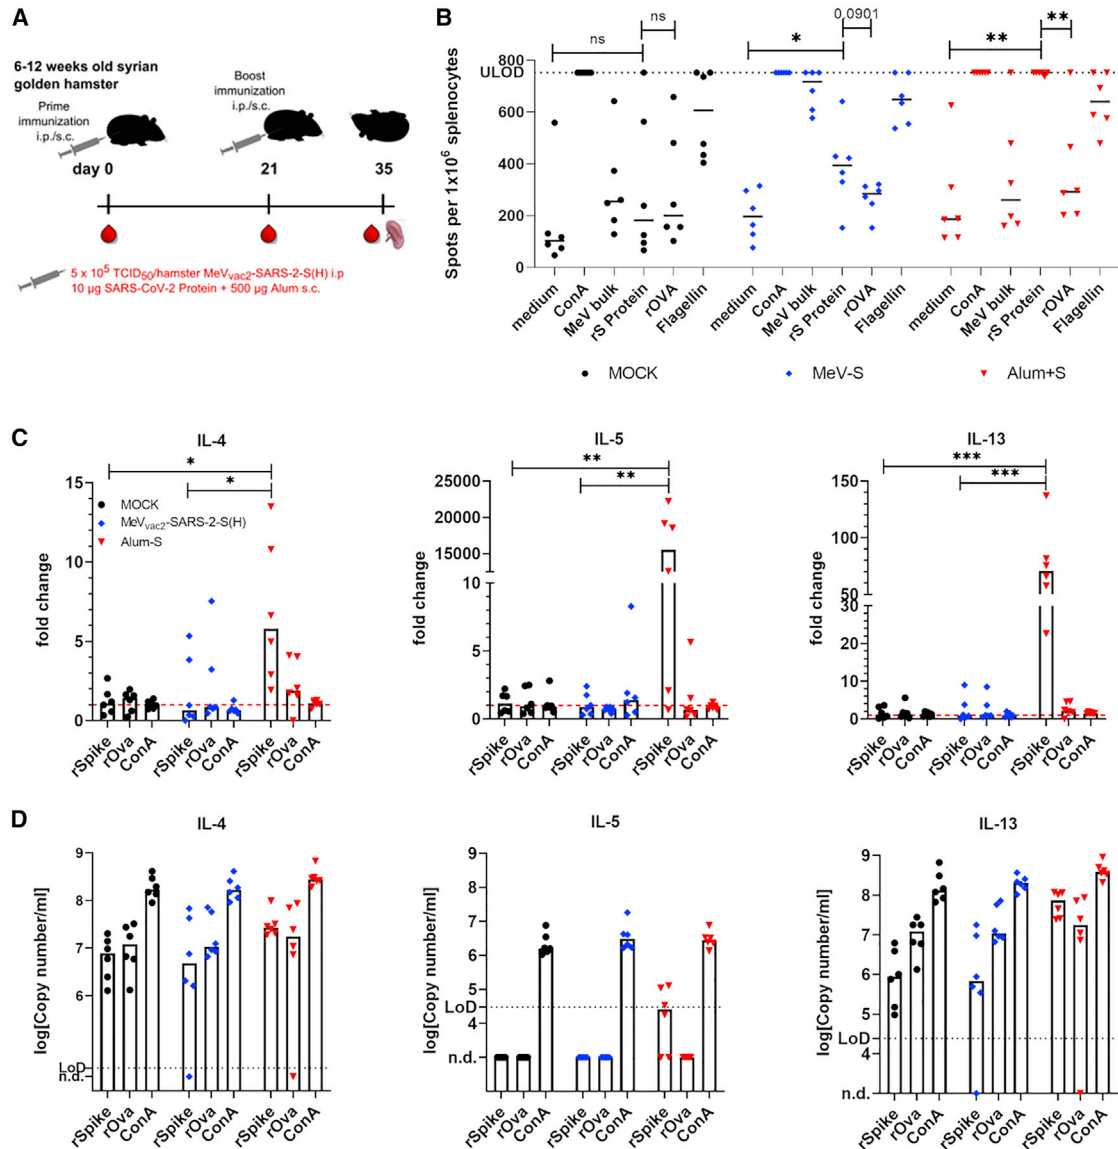 A
6-12 weeks old syrian
golden hamster
Prime
immunization
i.p./s.c.
Boost
immunization
i.p./s.c.
day 0
21
35
5 x 10⁵ TCID₅₀/hamster MeVvac2-SARS-2-S(H) i.p
10 µg SARS-CoV-2 Protein + 500 µg Alum s.c.
B
ns
ns
*
0,0901
**
**
800
ULOD
600
400
200
0
Spots per 1x10⁶ splenocytes
medium
ConA
MeV bulk
rS Protein
rOVA
Flagellin
medium
ConA
MeV bulk
rS Protein
rOVA
Flagellin
medium
ConA
MeV bulk
rS Protein
rOVA
Flagellin
MOCK
MeV-S
Alum+S
C
IL-4
*
*
15
10
5
0
fold change
MOCK
MeVvac2-SARS-2-S(H)
Alum-S
rSpike
rOva
ConA
rSpike
rOva
ConA
rSpike
rOva
ConA
IL-5
**
**
25000
15000
5000
10
5
0
fold change
rSpike
rOva
ConA
rSpike
rOva
ConA
rSpike
rOva
ConA
IL-13
***
***
150
100
50
30
20
10
0
fold change
rSpike
rOva
ConA
rSpike
rOva
ConA
rSpike
rOva
ConA
D
IL-4
9
8
7
6
LoD
n.d.
log[Copy number/ml]
rSpike
rOva
ConA
rSpike
rOva
ConA
rSpike
rOva
ConA
IL-5
9
8
7
6
5
LoD
4
n.d.
log[Copy number/ml]
rSpike
rOva
ConA
rSpike
rOva
ConA
rSpike
rOva
ConA
IL-13
9
8
7
6
5
LoD
4
n.d.
log[Copy number/ml]
rSpike
rOva
ConA
rSpike
rOva
ConA
rSpike
rOva
ConA